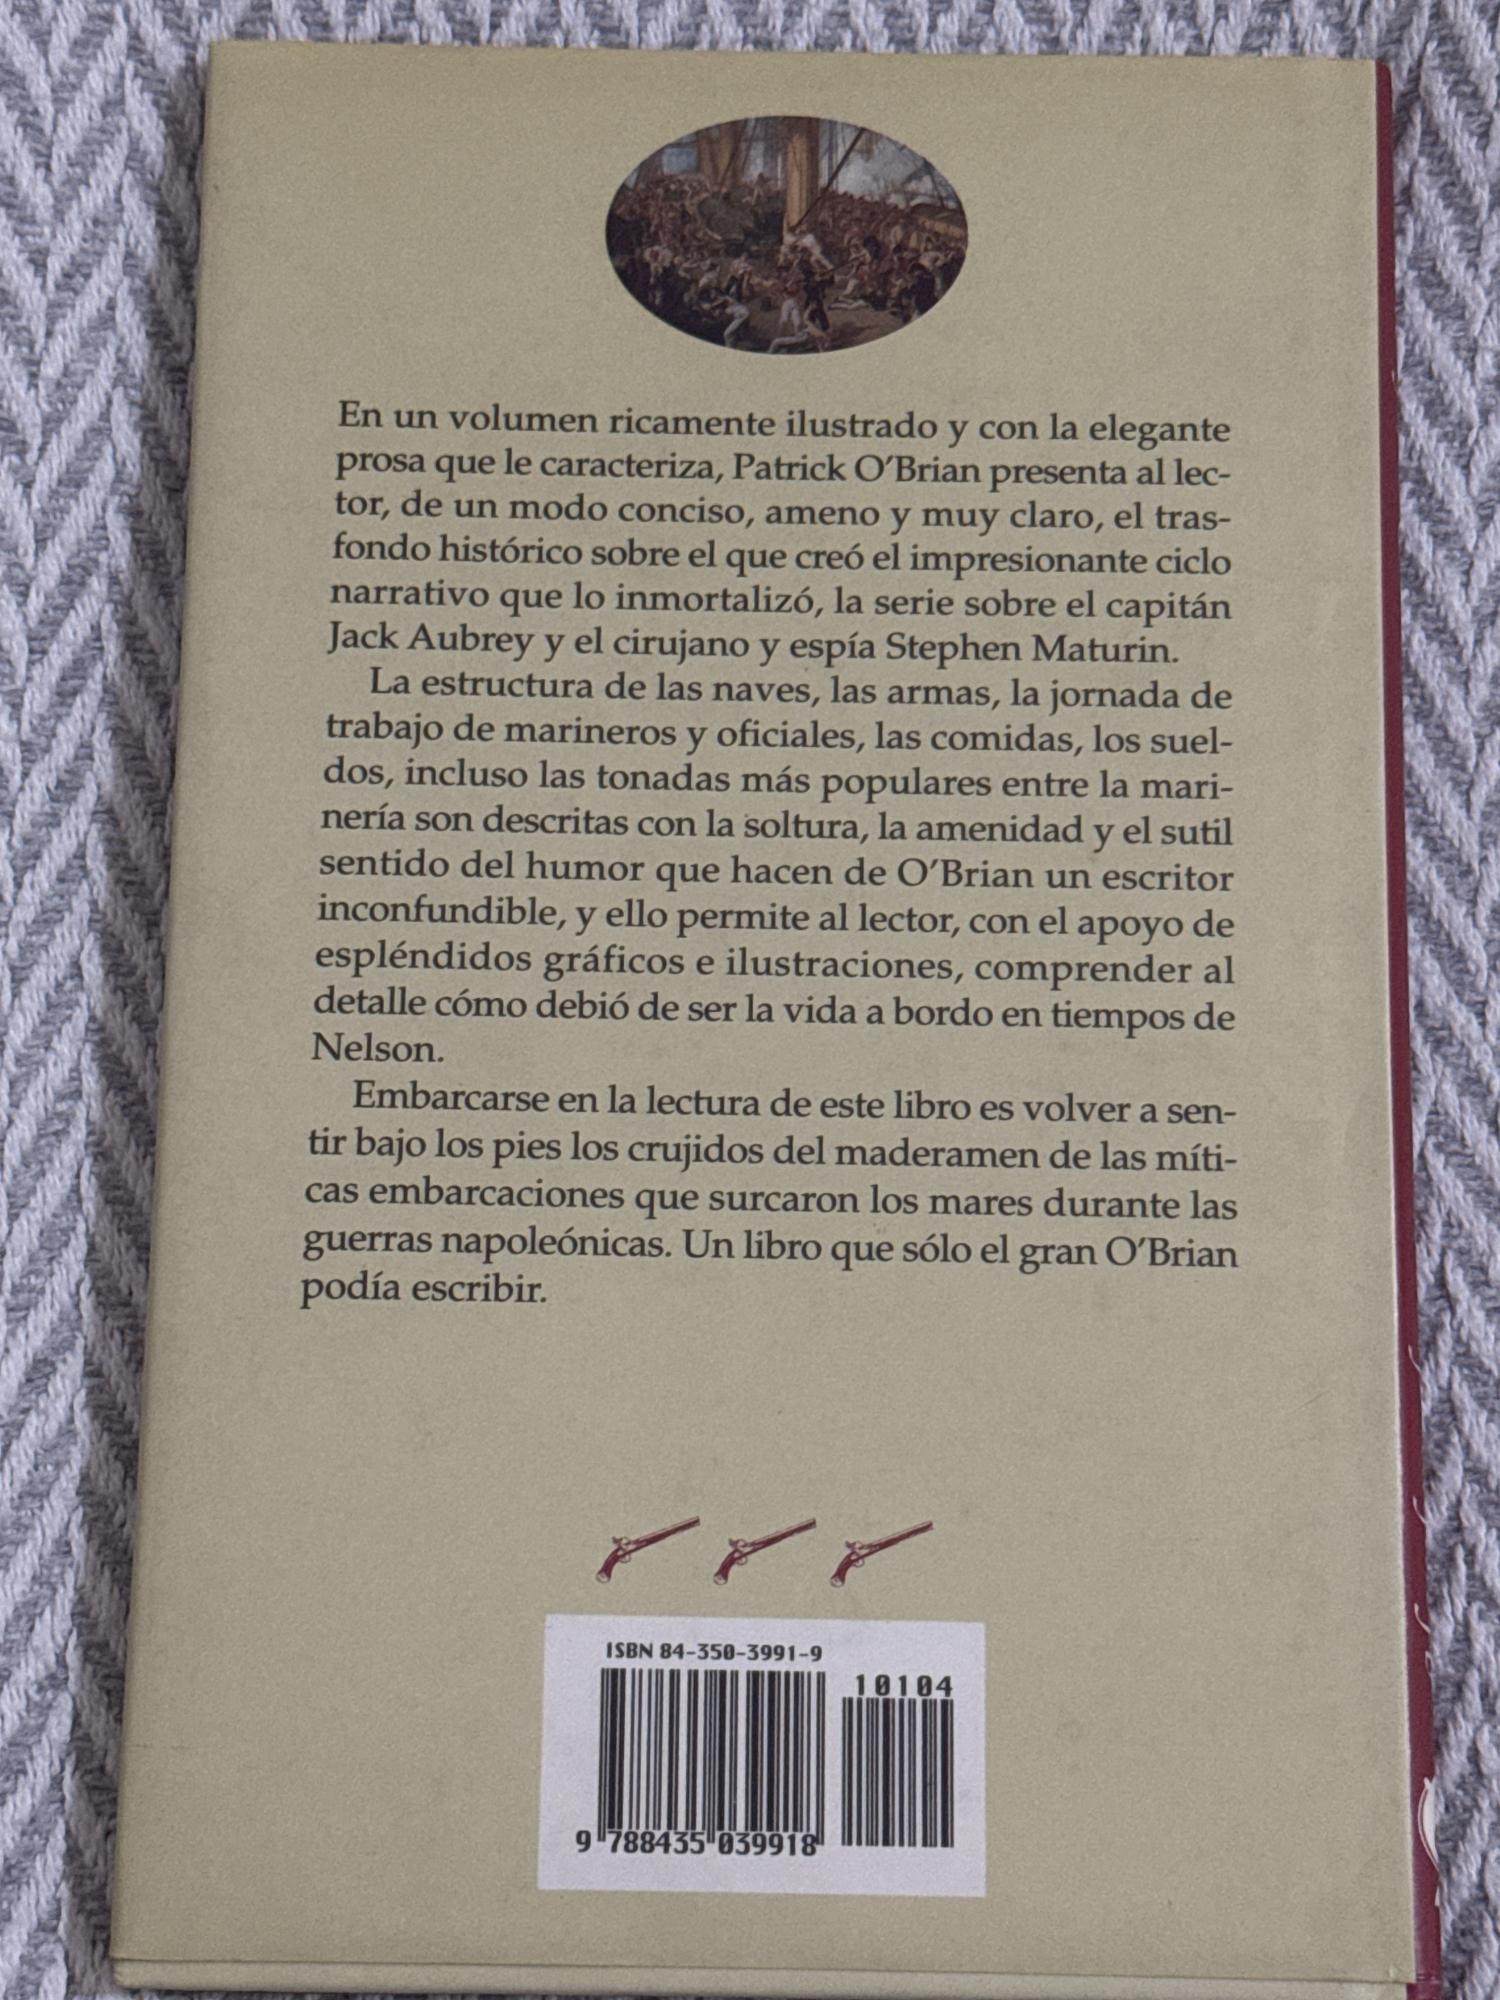 En un volumen ricamente ilustrado y con la elegante
prosa que le caracteriza, Patrick O'Brian presenta al lec-
tor, de un modo conciso, ameno y muy claro, el tras-
fondo histórico sobre el que creó el impresionante ciclo
narrativo que lo inmortalizó, la serie sobre el capitán
Jack Aubrey y el cirujano y espía Stephen Maturin.
La estructura de las naves, las armas, la jornada de
trabajo de marineros y oficiales, las comidas, los suel-
dos, incluso las tonadas más populares entre la mari-
nería son descritas con la soltura, la amenidad y el sutil
sentido del humor que hacen de O'Brian un escritor
inconfundible, y ello permite al lector, con el apoyo de
espléndidos gráficos e ilustraciones, comprender al
detalle cómo debió de ser la vida a bordo en tiempos de
Nelson.
Embarcarse en la lectura de este libro es volver a sen-
tir bajo los pies los crujidos del maderamen de las míti-
cas embarcaciones que surcaron los mares durante las
guerras napoleónicas. Un libro que sólo el gran O'Brian
podía escribir.
ISBN 84-350-3991-9
10104
9 788435 039918